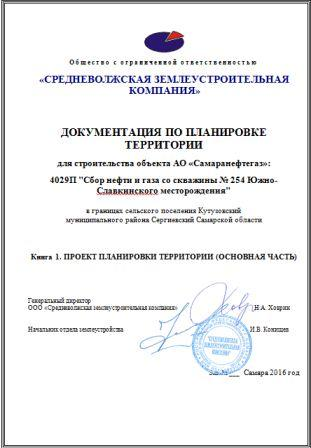 Общество с ограниченной ответственностью
«СРЕДНЕВОЛЖСКАЯ ЗЕМЛЕУСТРОИТЕЛЬНАЯ
КОМПАНИЯ»
ДОКУМЕНТАЦИЯ ПО ПЛАНИРОВКЕ
ТЕРРИТОРИИ
для строительства объекта АО «Самаранефтегаз»:
4029П "Сбор нефти и газа со скважины № 254 Южно-
Славкинского месторождения"
в границах сельского поселения Кутузовский
муниципального района Сергиевский Самарской области
Книга 1. ПРОЕКТ ПЛАНИРОВКИ ТЕРРИТОРИИ (ОСНОВНАЯ ЧАСТЬ)
Генеральный директор
ООО «Средневолжская землеустроительная компания» Н.А. Ховрин
Начальник отдела землеустройства И.В. Конищев
Самара 2016 год